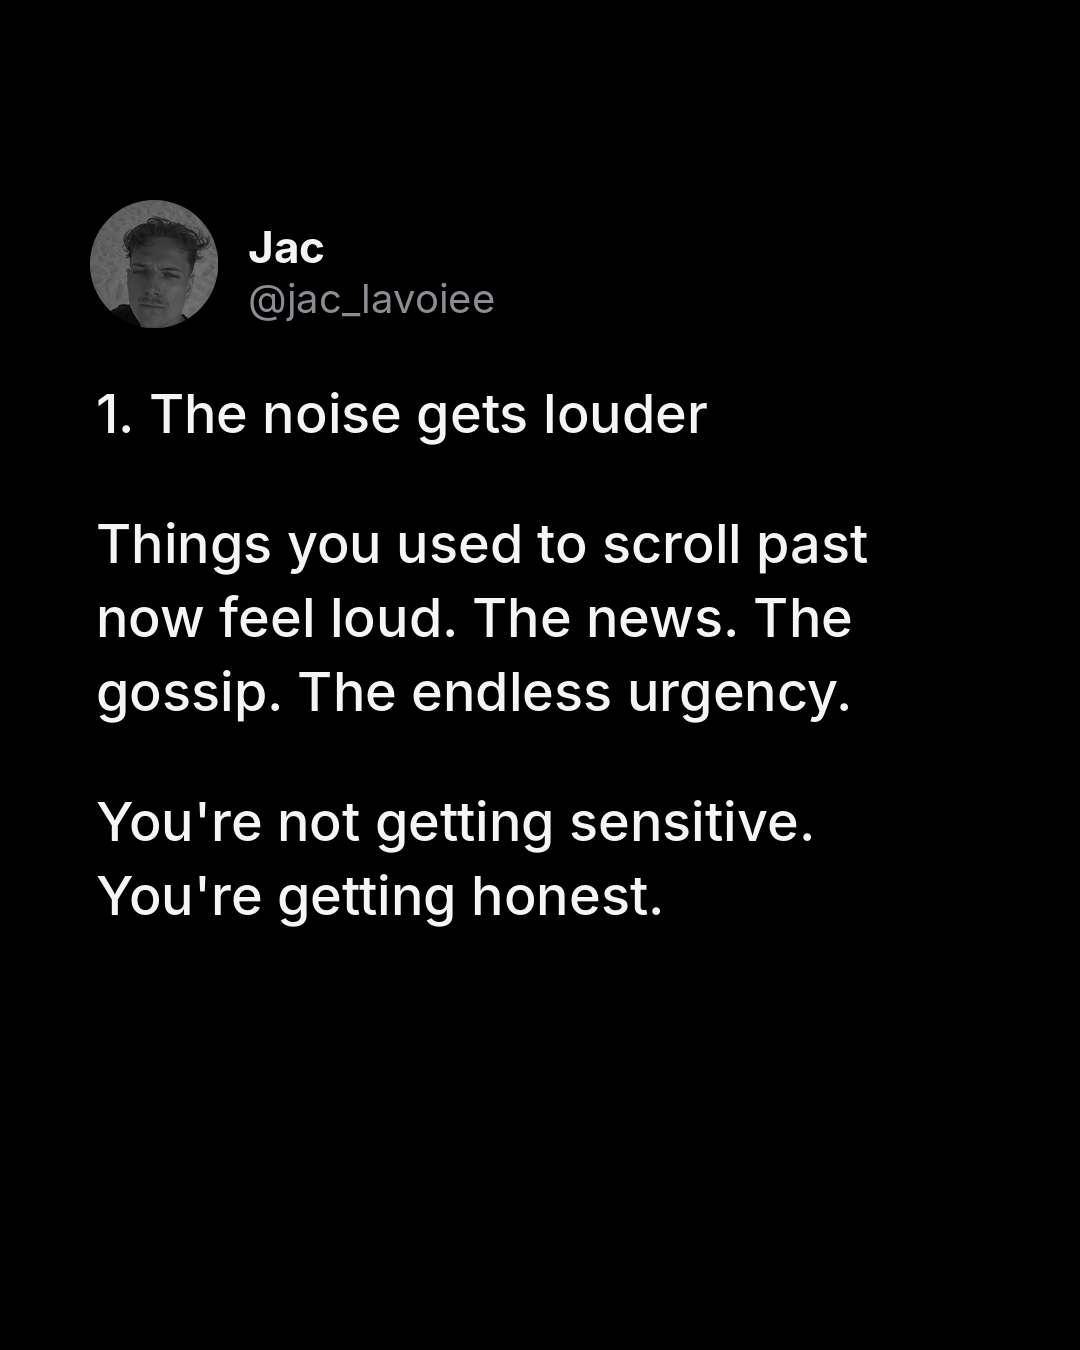 Jac
@jac_lavoiee
1. The noise gets louder
Things you used to scroll past
now feel loud. The news. The
gossip. The endless urgency.
You're not getting sensitive.
You're getting honest.